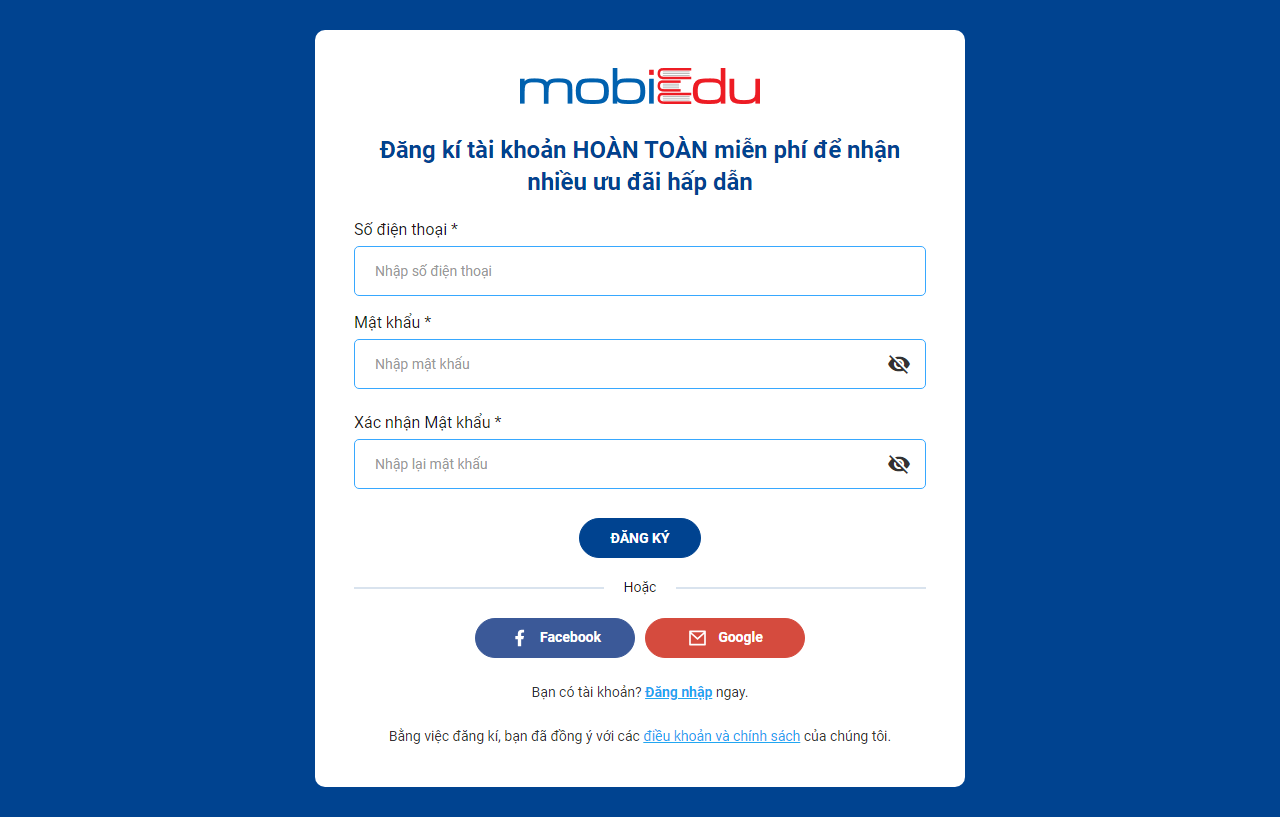 mobiEdu
Đăng kí tài khoản HOÀN TOÀN miễn phí để nhận
nhiều ưu đãi hấp dẫn
Số điện thoại *
Nhập số điện thoại
Mật khẩu *
Nhập mật khẩu
Xác nhận Mật khẩu *
Nhập lại mật khẩu
ĐĂNG KÝ
Hoặc
Facebook
Google
Bạn có tài khoản? Đăng nhập ngay.
Bằng việc đăng kí, bạn đã đồng ý với các điều khoản và chính sách của chúng tôi.